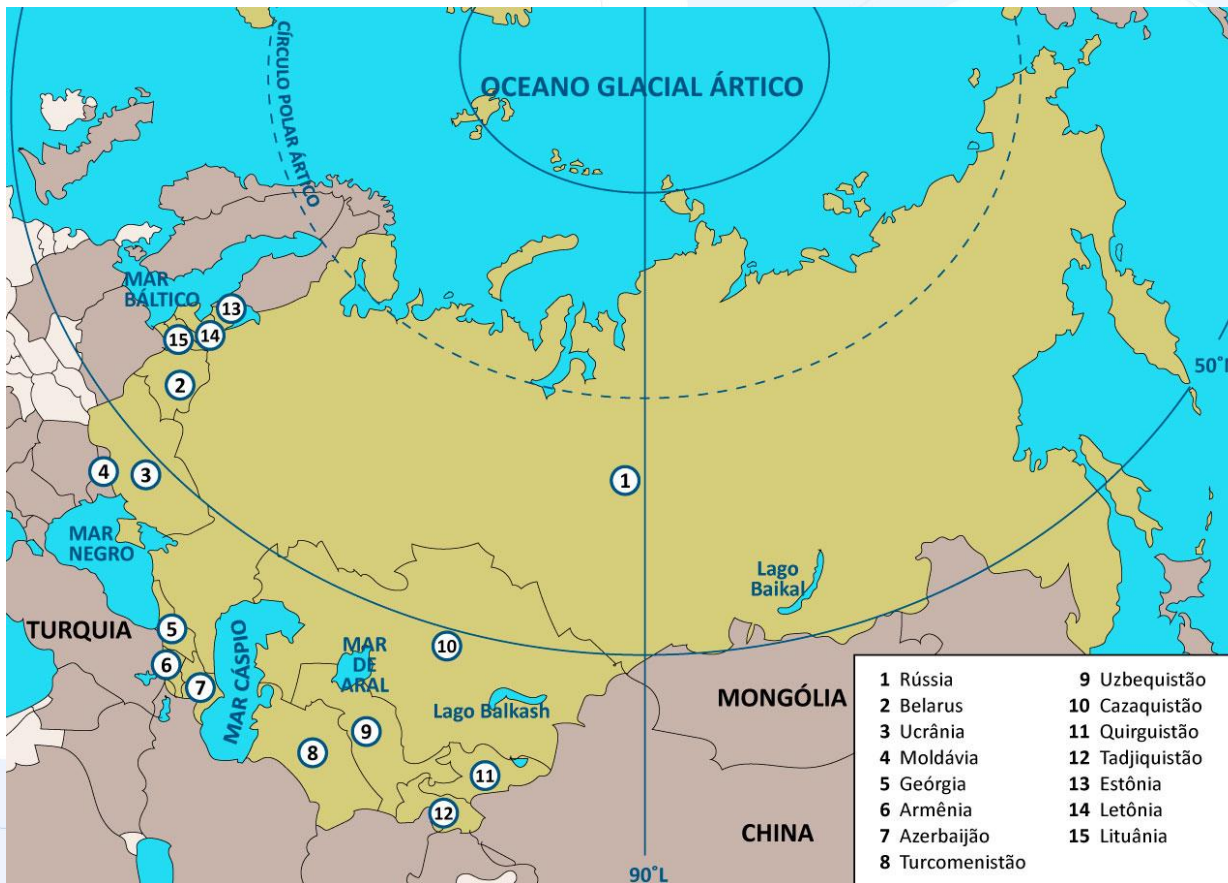 OCEANO GLACIAL ÁRTICO
CÍRCULO POLAR ÁRTICO
MAR
BÁLTICO
13
14
15
2
50°L
4
3
1
MAR
NEGRO
Lago
Baikal
TURQUIA
5
6
7
MAR CÁSPIO
MAR
DE
ARAL
10
Lago Balkash
9
8
11
12
MONGÓLIA
CHINA
90°L
1 Rússia
2 Belarus
3 Ucrânia
4 Moldávia
5 Geórgia
6 Armênia
7 Azerbaijão
8 Turcomenistão
9 Uzbequistão
10 Cazaquistão
11 Quirguistão
12 Tadjiquistão
13 Estônia
14 Letônia
15 Lituânia